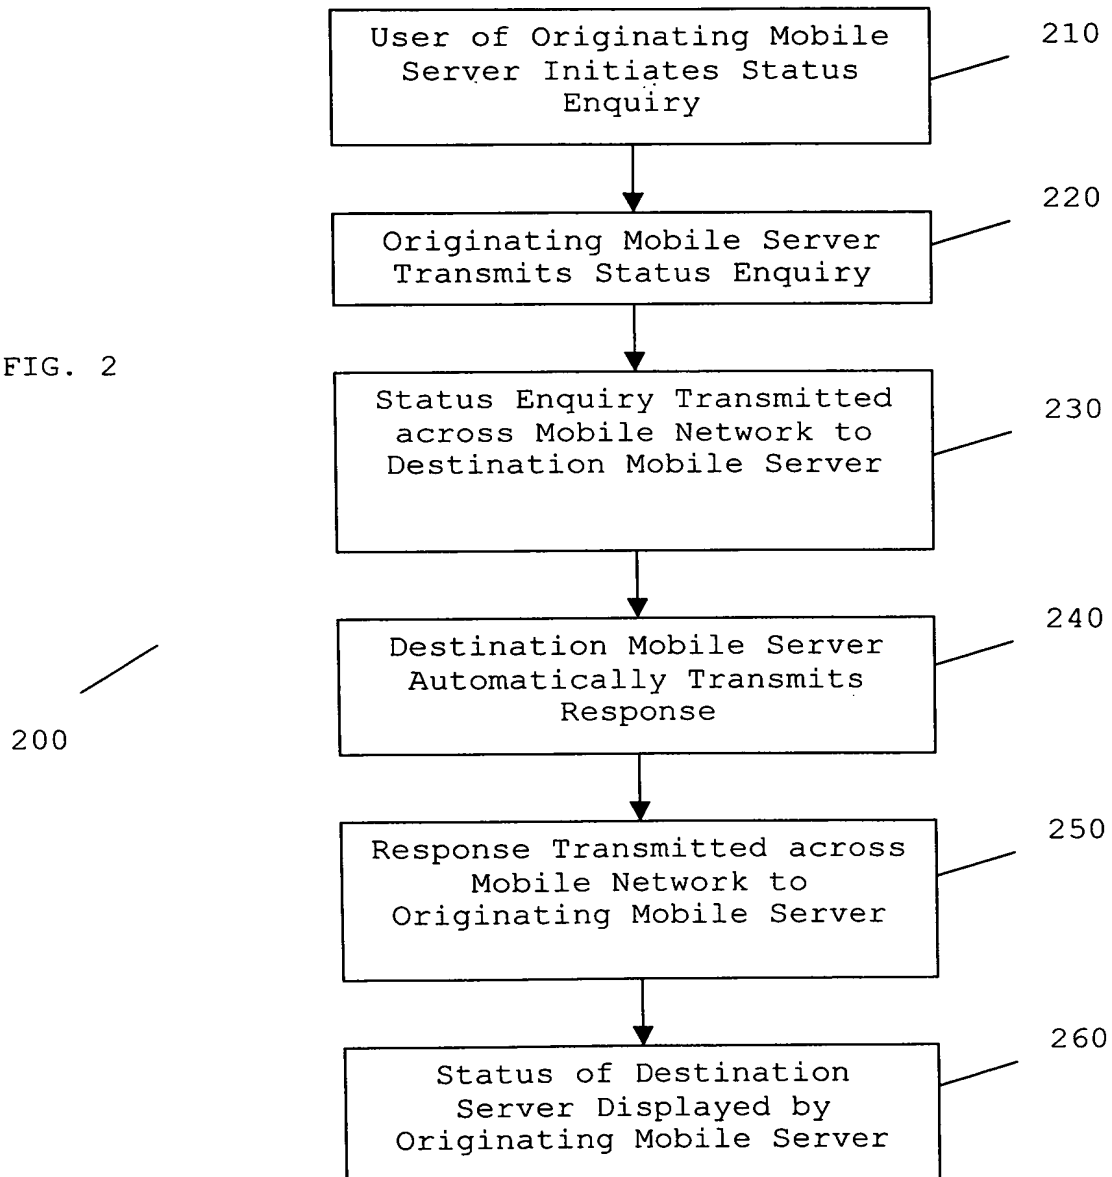 User of Originating Mobile
Server Initiates Status
Enquiry
210
Originating Mobile Server
Transmits Status Enquiry
220
FIG. 2
Status Enquiry Transmitted
across Mobile Network to
Destination Mobile Server
230
Destination Mobile Server
Automatically Transmits
Response
240
200
Response Transmitted across
Mobile Network to
Originating Mobile Server
250
Status of Destination
Server Displayed by
Originating Mobile Server
260